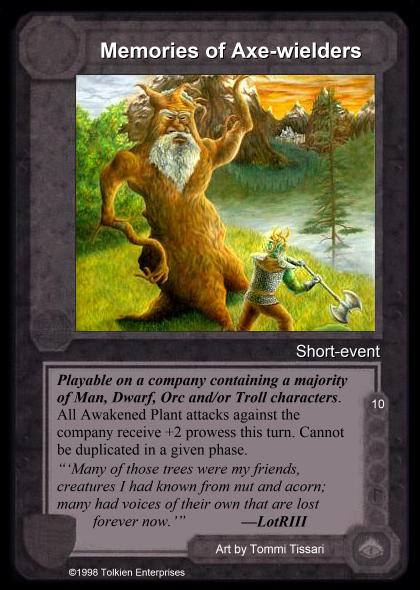 Memories of Axe-wielders
Short-event
Playable on a company containing a majority
of Man, Dwarf, Orc and/or Troll characters.
All Awakened Plant attacks against the
company receive +2 prowess this turn. Cannot
be duplicated in a given phase.
“‘Many of those trees were my friends,
creatures I had known from nut and acorn;
many had voices of their own that are lost
forever now.’” —LotRIII
10
Art by Tommi Tissari
©1998 Tolkien Enterprises